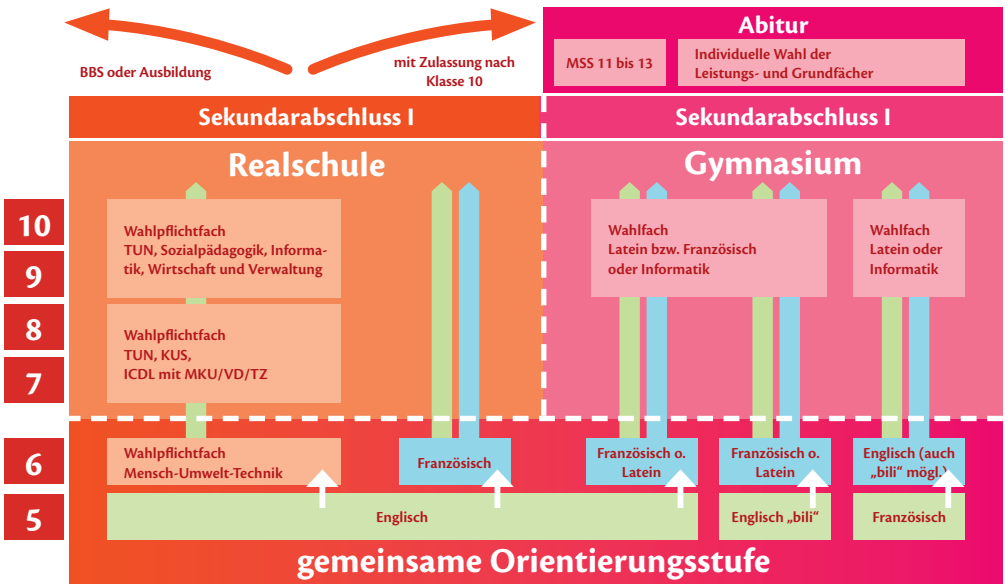 Abitur
BBS oder Ausbildung
mit Zulassung nach
Klasse 10
MSS 11 bis 13
Individuelle Wahl der
Leistungs- und Grundfächer
Sekundarabschluss I
Sekundarabschluss I
Realschule
Gymnasium
10
9
Wahlpflichtfach
TUN, Sozialpädagogik, Informa-
tik, Wirtschaft und Verwaltung
Wahlfach
Latein bzw. Französisch
oder Informatik
Wahlfach
Latein oder
Informatik
8
7
Wahlpflichtfach
TUN, KUS,
ICDL mit MKU/VD/TZ
6
Wahlpflichtfach
Mensch-Umwelt-Technik
Französisch
Französisch o.
Latein
Französisch o.
Latein
Englisch (auch
„bili“ mögl.)
5
Englisch
Englisch „bili“
Französisch
gemeinsame Orientierungsstufe